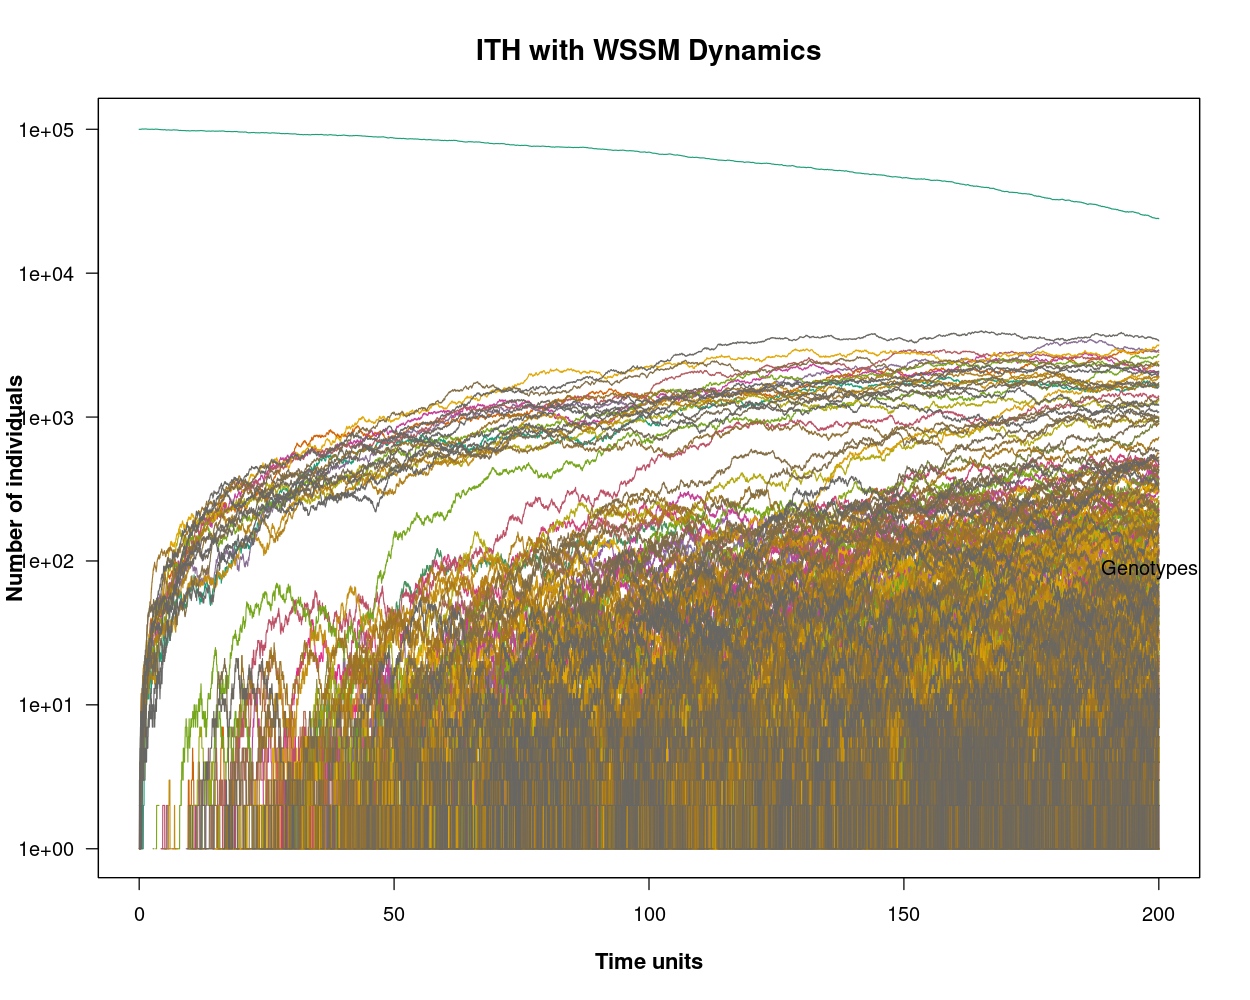 ITH with WSSM Dynamics
1e+05
1e+04
1e+03
1e+02
1e+01
1e+00
Number of individuals
Genotypes
0 50 100 150 200
Time units